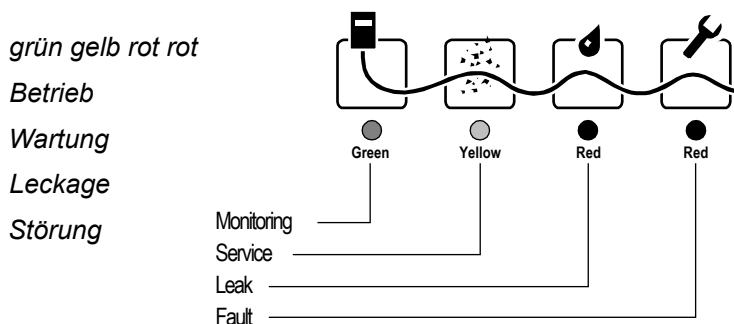 grün gelb rot rot
Betrieb
Wartung
Leckage
Störung
Green Yellow Red Red
Monitoring
Service
Leak
Fault